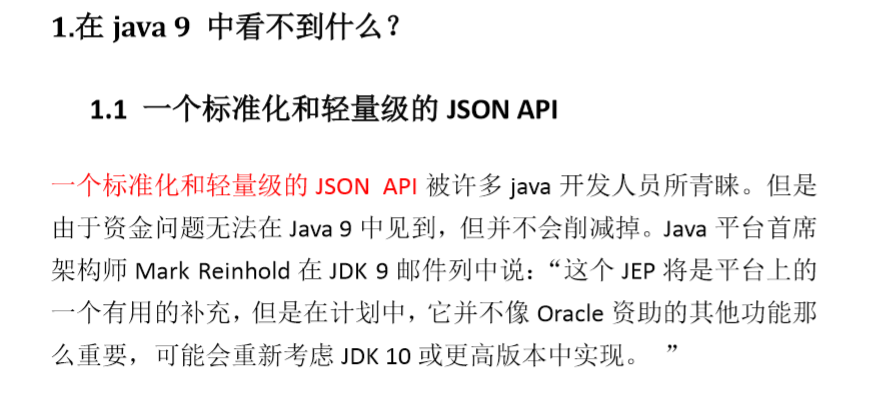 1.在 java 9 中看不到什么？
1.1 一个标准化和轻量级的 JSON API
一个标准化和轻量级的 JSON API 被许多 java 开发人员所青睐。但是
由于资金问题无法在 Java 9 中见到，但并不会削减掉。Java 平台首席
架构师 Mark Reinhold 在 JDK 9 邮件列中说：“这个 JEP 将是平台上的
一个有用的补充，但是在计划中，它并不像 Oracle 资助的其他功能那
么重要，可能会重新考虑 JDK 10 或更高版本中实现。 ”